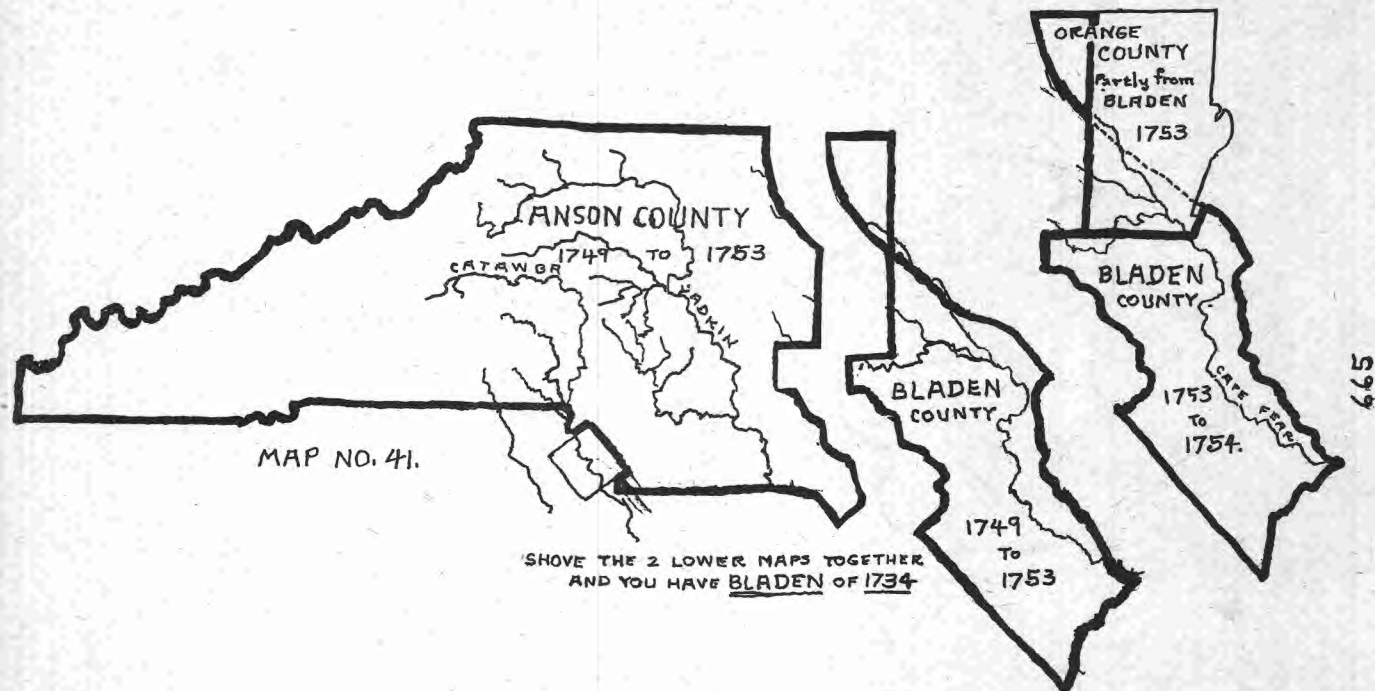 ORANGE
COUNTY
Partly from
BLADEN
1753
ANSON COUNTY
1749 TO 1753
CATAWBA
YADKIN
BLADEN
COUNTY
1749
TO
1753
BLADEN
COUNTY
CAPE FEAR
1753
TO
1754.
MAP NO. 41.
SHOVE THE 2 LOWER MAPS TOGETHER
AND YOU HAVE BLADEN OF 1734
665